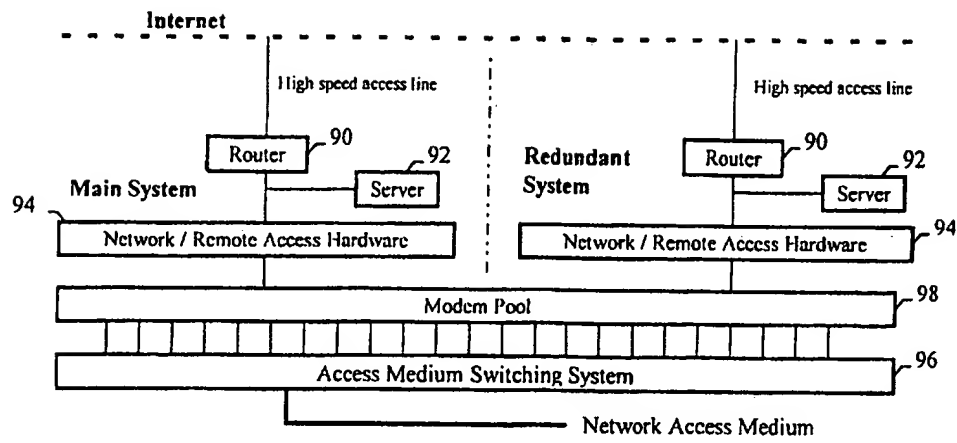 Internet
High speed access line
High speed access line
90
Router
90
Router
92
Server
Redundant
System
92
Server
Main System
94
Network / Remote Access Hardware
Network / Remote Access Hardware
94
Modem Pool
98
Access Medium Switching System
96
Network Access Medium